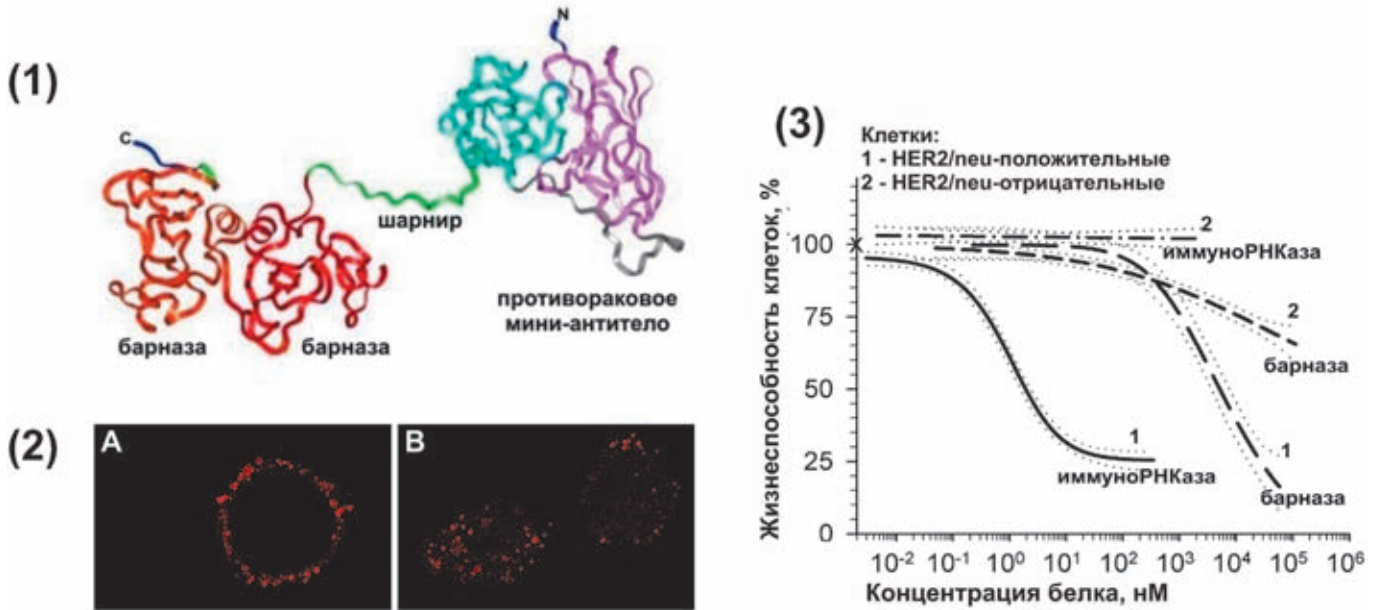 (1)
N
C
шарнир
противораковое
мини-антитело
барназа
барназа
(2)
A
B
(3)
Клетки:
1 - HER2/neu-положительные
2 - HER2/neu-отрицательные
Жизнеспособность клеток, %
100
75
50
25
0
2
иммуноРНКаза
2
барназа
1
иммуноРНКаза
1
барназа
10⁻² 10⁻¹ 10⁰ 10¹ 10² 10³ 10⁴ 10⁵ 10⁶
Концентрация белка, нМ